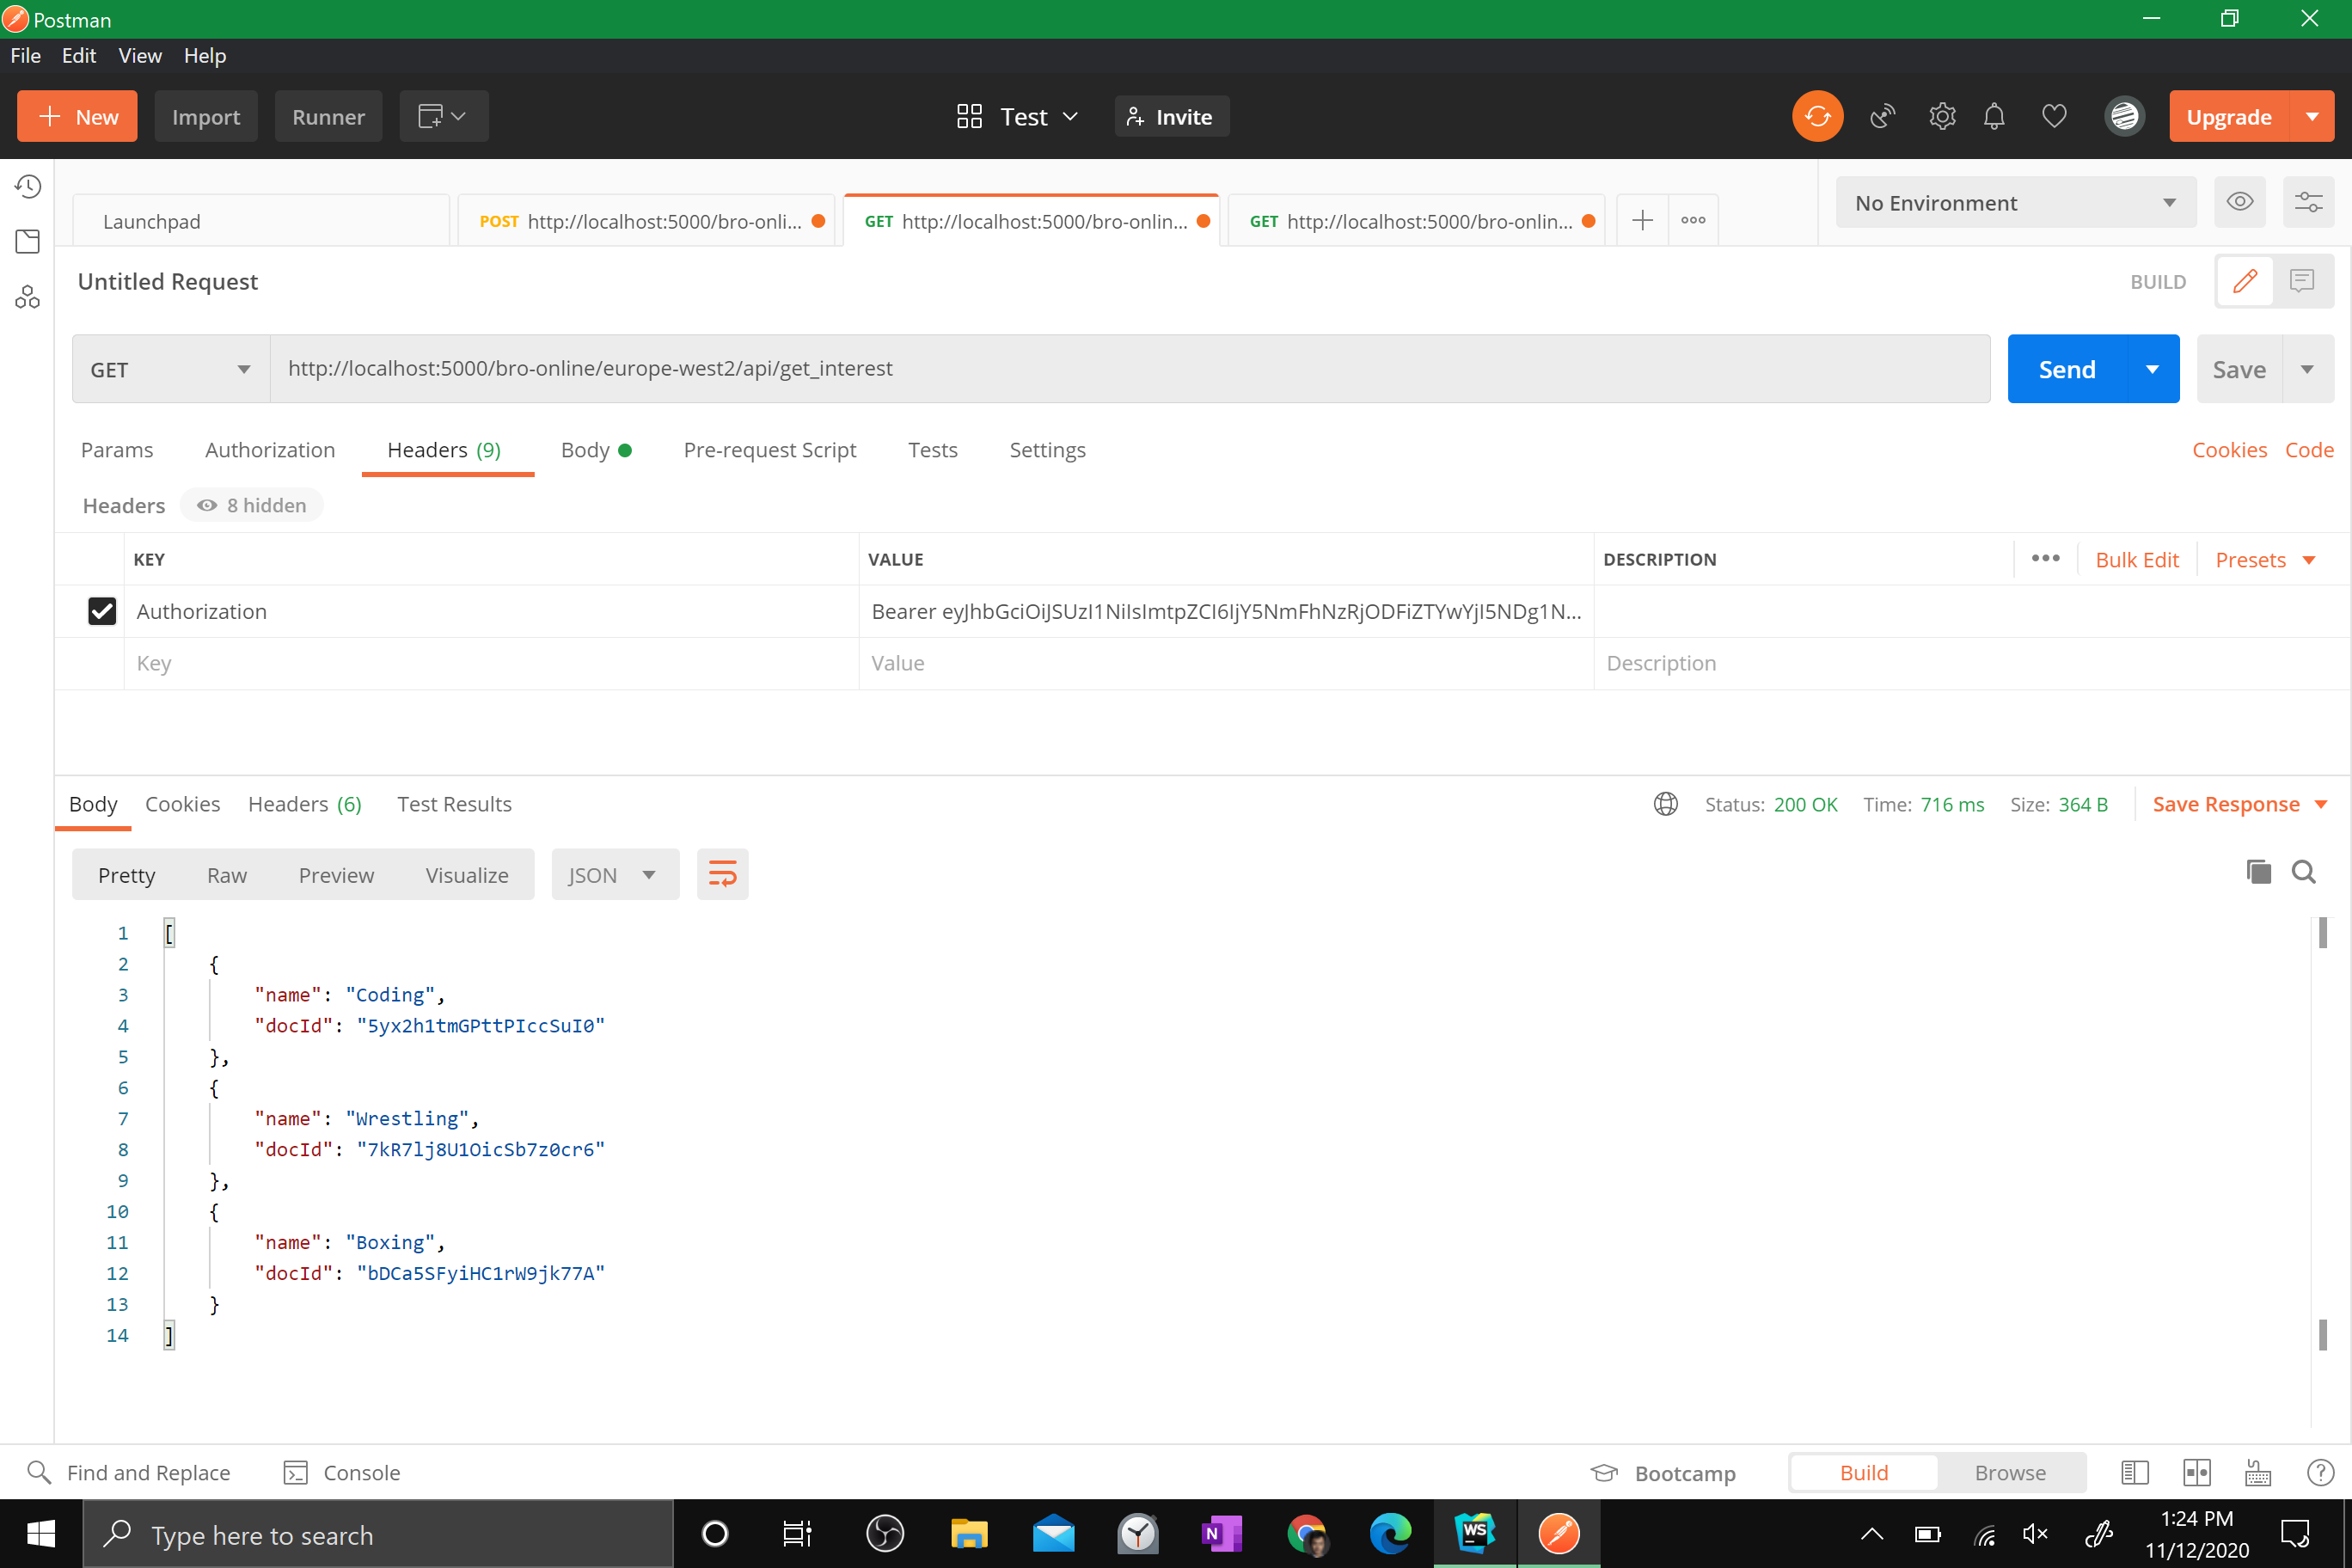 Postman
File Edit View Help
New Import Runner Test Invite Upgrade
Launchpad POST http://localhost:5000/bro-onli... GET http://localhost:5000/bro-onlin... GET http://localhost:5000/bro-onlin... No Environment
Untitled Request BUILD
GET http://localhost:5000/bro-online/europe-west2/api/get_interest Send Save
Params Authorization Headers (9) Body Pre-request Script Tests Settings Cookies Code
Headers 8 hidden
KEY VALUE DESCRIPTION Bulk Edit Presets
Authorization Bearer eyJhbGciOiJSUzI1NiIsImtpZCI6IjY5NmFhNzRjODFiZTYwYjI5NDg1N...
Key Value Description
Body Cookies Headers (6) Test Results Status: 200 OK Time: 716 ms Size: 364 B Save Response
Pretty Raw Preview Visualize JSON
1 [
2 {
3 "name": "Coding",
4 "docId": "5yx2h1tmGPttPIccSuI0"
5 },
6 {
7 "name": "Wrestling",
8 "docId": "7kR7lj8U1OicSb7z0cr6"
9 },
10 {
11 "name": "Boxing",
12 "docId": "bDCa5SFyiHC1rW9jk77A"
13 }
14 ]
Find and Replace Console Bootcamp Build Browse
Type here to search N WS 1:24 PM
11/12/2020